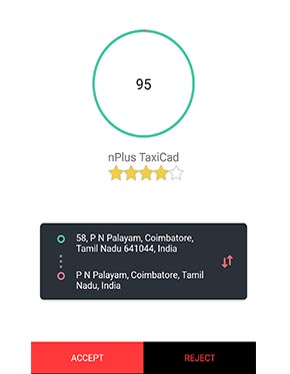 95
nPlus TaxiCad
58, P N Palayam, Coimbatore,
Tamil Nadu 641044, India
P N Palayam, Coimbatore, Tamil
Nadu, India
ACCEPT REJECT